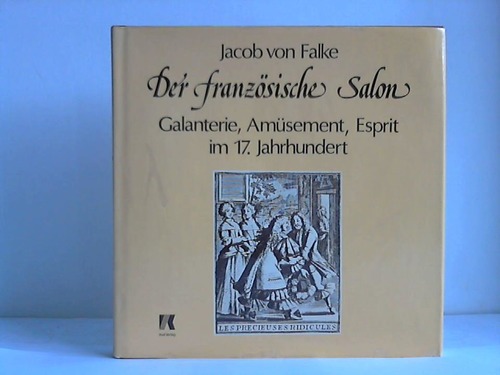 Jacob von Falke
Der französische Salon
Galanterie, Amüsement, Esprit
im 17. Jahrhundert
LES PRECIEUSES RIDICULES